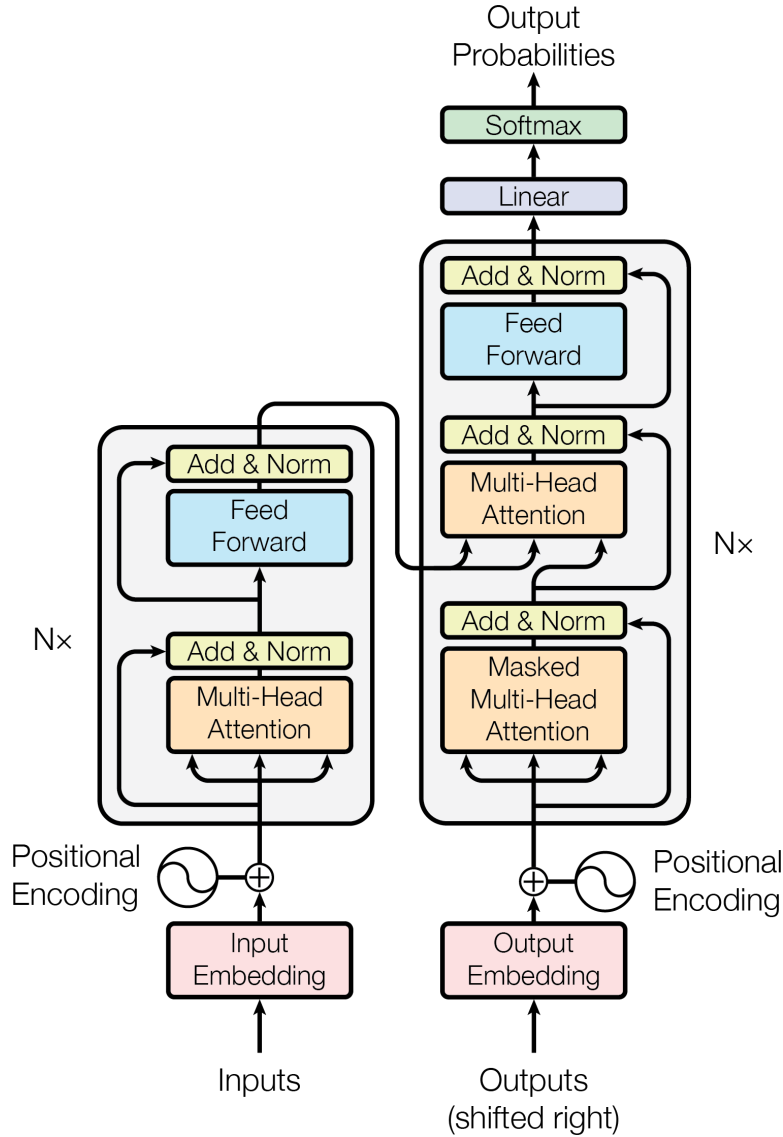 Output
Probabilities
Softmax
Linear
Add & Norm
Feed
Forward
Add & Norm
Multi-Head
Attention
Add & Norm
Masked
Multi-Head
Attention
N×
Add & Norm
Feed
Forward
Add & Norm
Multi-Head
Attention
N×
Positional
Encoding
Positional
Encoding
Input
Embedding
Output
Embedding
Inputs
Outputs
(shifted right)